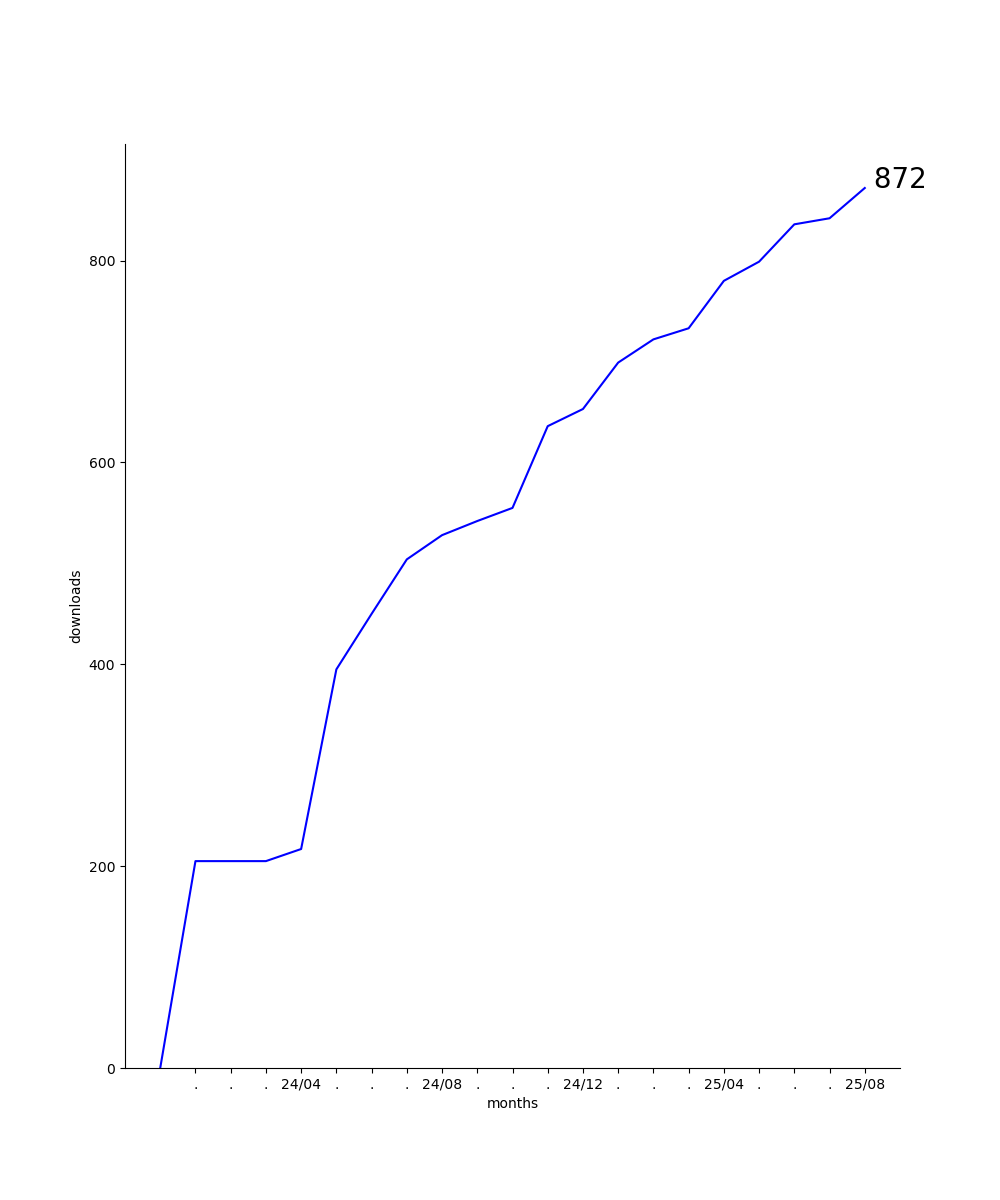 872
800
600
400
200
0
downloads
. . . 24/04 . . . 24/08 . . . 24/12 . . . 25/04 . . . 25/08
months